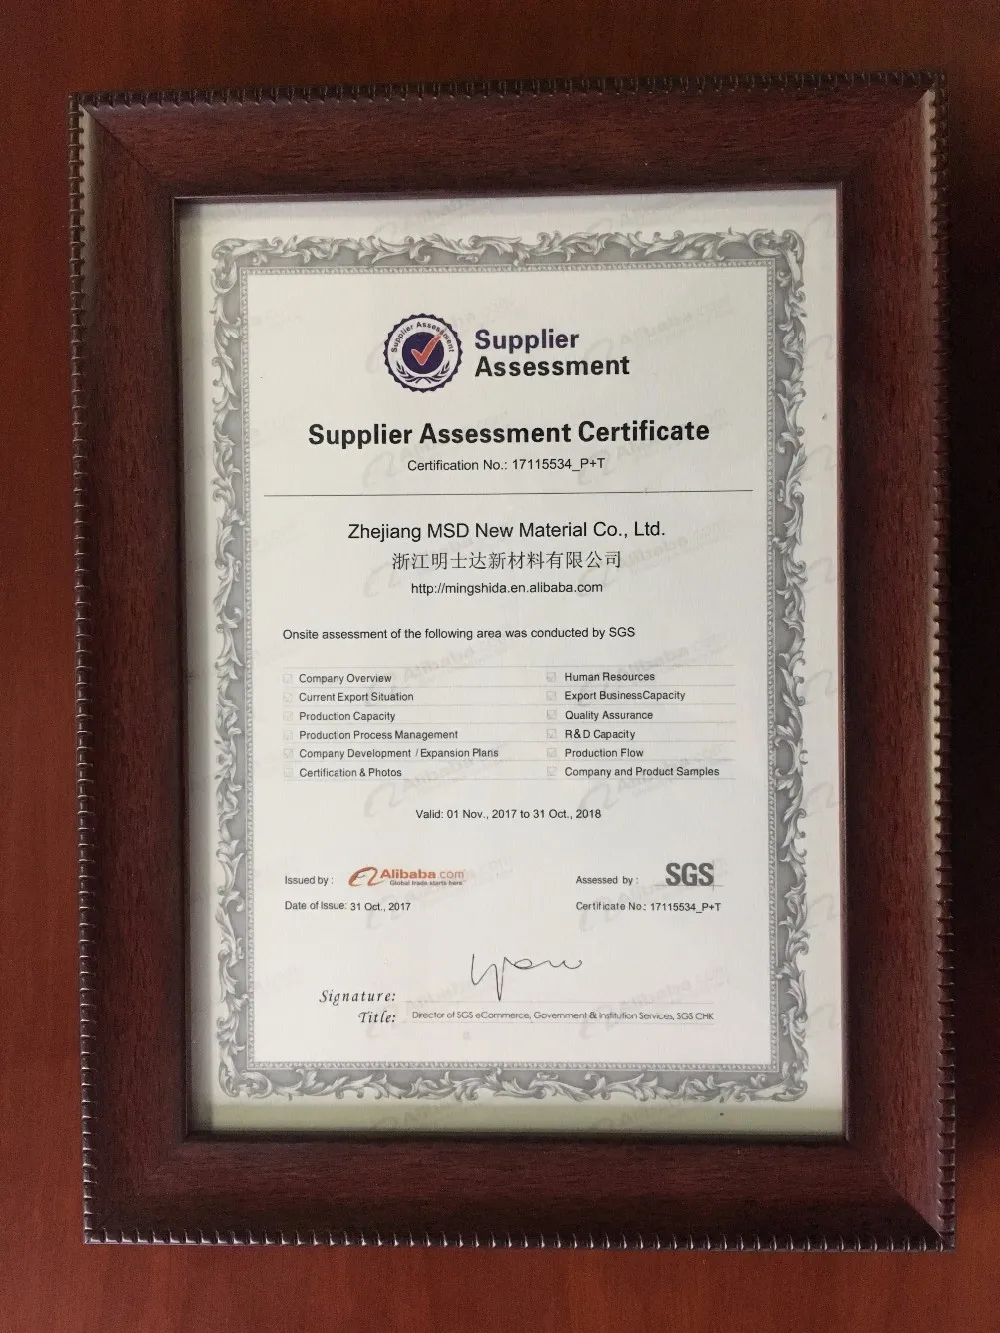 Supplier Assessment
Supplier
Assessment
Supplier Assessment Certificate
Certification No.: 17115534_P+T
Zhejiang MSD New Material Co., Ltd.
浙江明士达新材料有限公司
http://mingshida.en.alibaba.com
Onsite assessment of the following area was conducted by SGS
Company Overview
Human Resources
Current Export Situation
Export BusinessCapacity
Production Capacity
Quality Assurance
Production Process Management
R&D Capacity
Company Development / Expansion Plans
Production Flow
Certification & Photos
Company and Product Samples
Valid: 01 Nov., 2017 to 31 Oct., 2018
Issued by : Alibaba.com
Global trade starts here
Assessed by : SGS
Date of Issue: 31 Oct., 2017
Certificate No.: 17115534_P+T
Signature:
Title: Director of SGS eCommerce, Government & Institution Services, SGS CHK